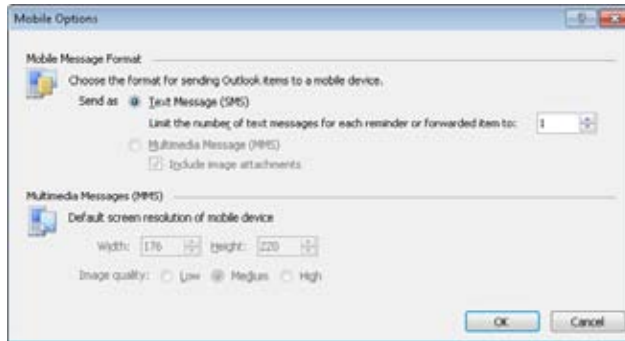 Mobile Options
Mobile Message Format
Choose the format for sending Outlook items to a mobile device.
Send as Text Message (SMS)
Limit the number of text messages for each reminder or forwarded item to: 1
Multimedia Message (MMS)
Include image attachments
Multimedia Messages (MMS)
Default screen resolution of mobile device
Width: 176 Height: 220
Image quality: Low Medium High
OK Cancel